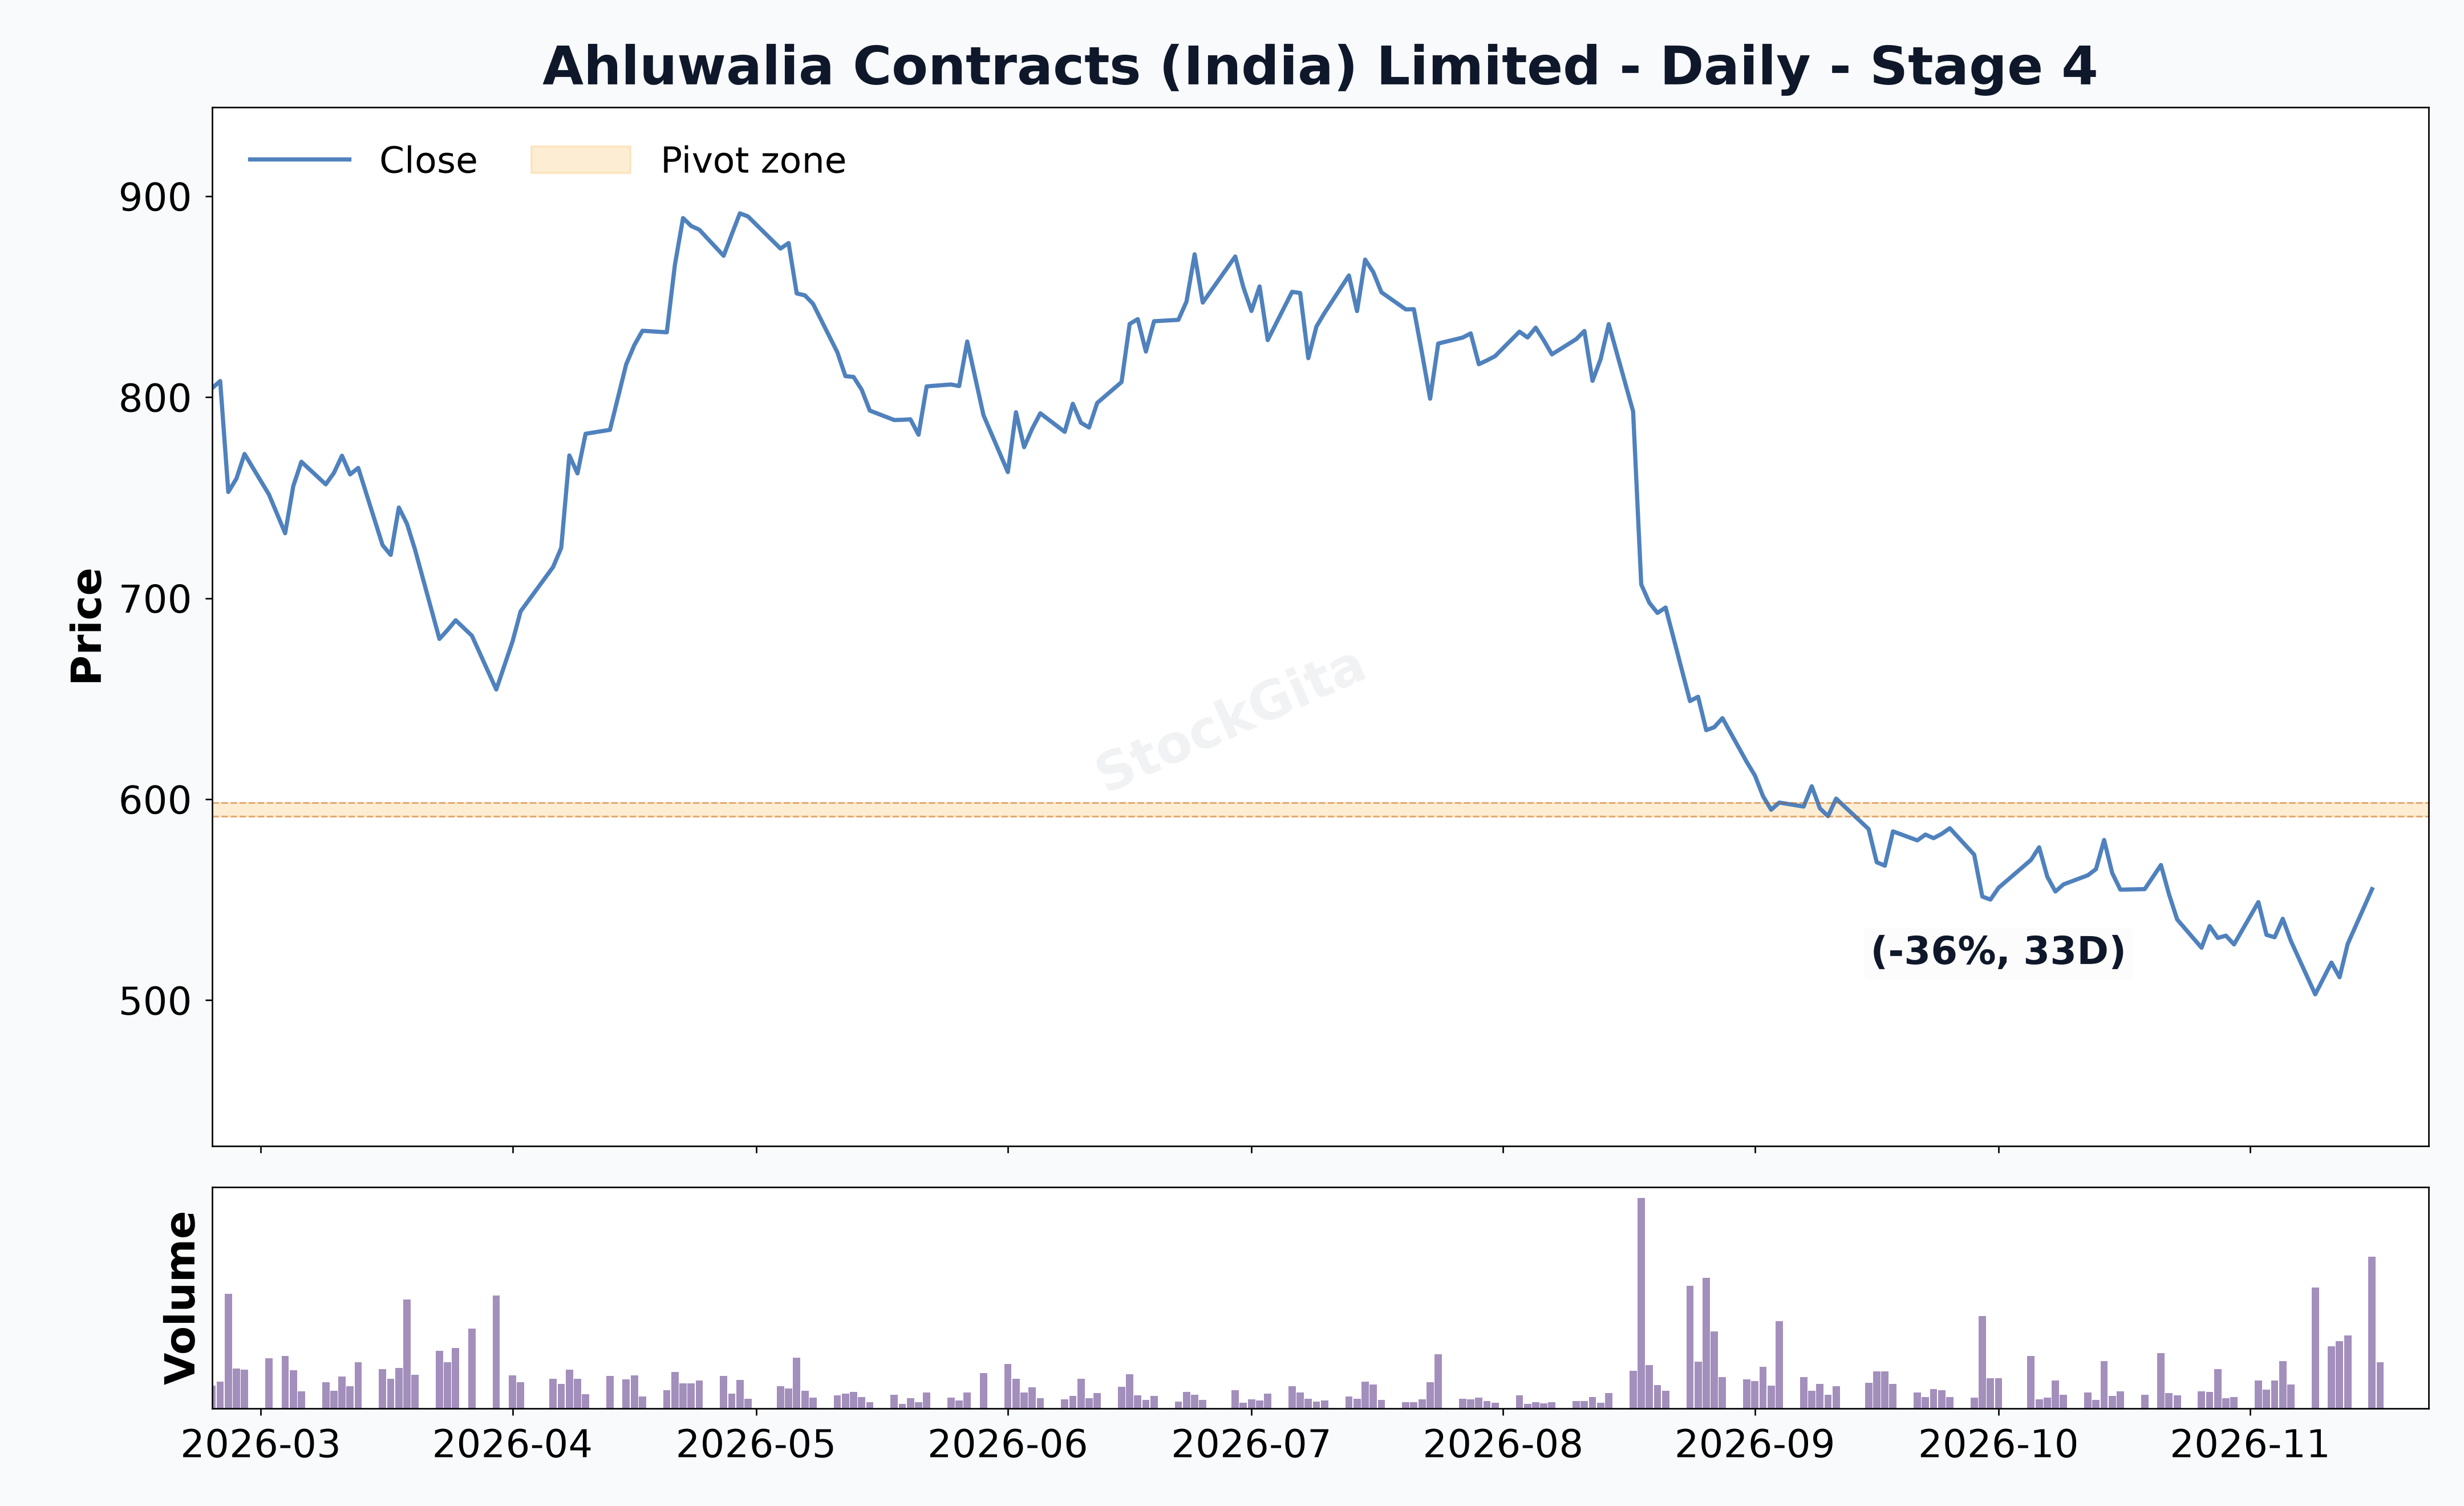 Ahluwalia Contracts (India) Limited - Daily - Stage 4
Close
Pivot zone
900
800
700
600
500
Price
StockGita
(-36%, 33D)
Volume
2026-03
2026-04
2026-05
2026-06
2026-07
2026-08
2026-09
2026-10
2026-11